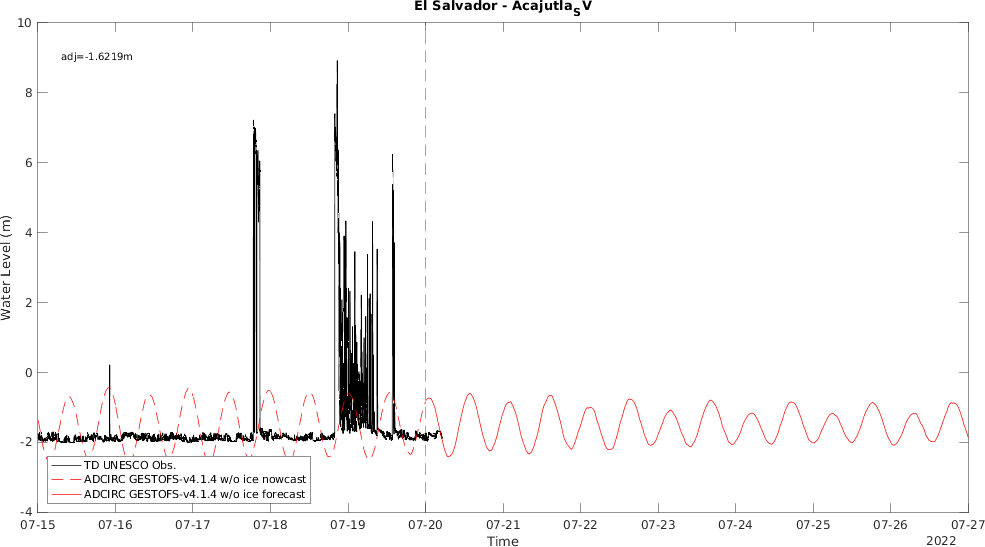 El Salvador - Acajutla_SV
adj=-1.6219m
Water Level (m)
10
8
6
4
2
0
-2
-4
TD UNESCO Obs.
ADCIRC GESTOFS-v4.1.4 w/o ice nowcast
ADCIRC GESTOFS-v4.1.4 w/o ice forecast
07-15 07-16 07-17 07-18 07-19 07-20 07-21 07-22 07-23 07-24 07-25 07-26 07-27
Time
2022